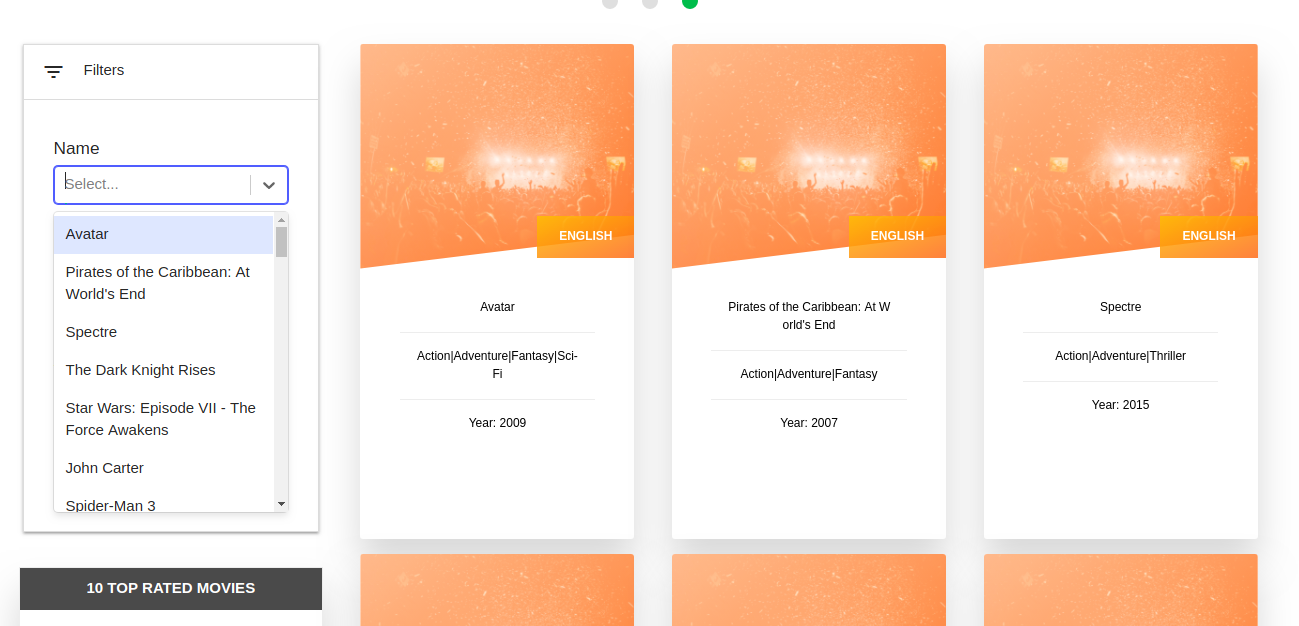 Filters
Name
Select...
Avatar
Pirates of the Caribbean: At
World's End
Spectre
The Dark Knight Rises
Star Wars: Episode VII - The
Force Awakens
John Carter
Spider-Man 3
10 TOP RATED MOVIES
ENGLISH
Avatar
Action|Adventure|Fantasy|Sci-
Fi
Year: 2009
ENGLISH
Pirates of the Caribbean: At W
orld's End
Action|Adventure|Fantasy
Year: 2007
ENGLISH
Spectre
Action|Adventure|Thriller
Year: 2015